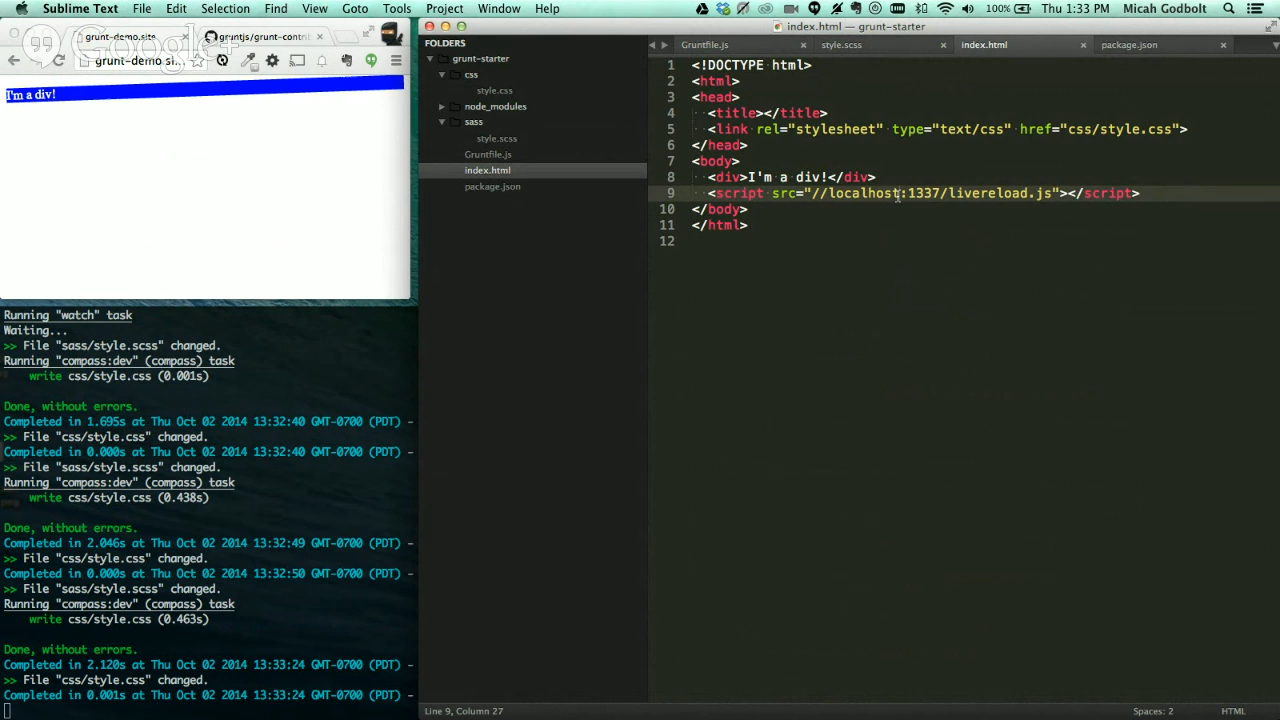 Sublime Text File Edit Selection Find View Goto Tools Project Window Help 100% Thu 1:33 PM Micah Godbolt
grunt-demo.site
gruntjs/grunt-contri
Google+
grunt-demo.si
I'm a div!
index.html — grunt-starter
FOLDERS
grunt-starter
css
style.css
node_modules
sass
style.scss
Gruntfile.js
index.html
package.json
Gruntfile.js × style.scss × index.html × package.json ×
1 <!DOCTYPE html>
2 <html>
3 <head>
4 <title></title>
5 <link rel="stylesheet" type="text/css" href="css/style.css">
6 </head>
7 <body>
8 <div>I'm a div!</div>
9 <script src="//localhost:1337/livereload.js"></script>
10 </body>
11 </html>
12
Running "watch" task
Waiting...
>> File "sass/style.scss" changed.
Running "compass:dev" (compass) task
write css/style.css (0.001s)
Done, without errors.
Completed in 1.695s at Thu Oct 02 2014 13:32:40 GMT-0700 (PDT) -
>> File "css/style.css" changed.
Completed in 0.000s at Thu Oct 02 2014 13:32:40 GMT-0700 (PDT) -
>> File "sass/style.scss" changed.
Running "compass:dev" (compass) task
write css/style.css (0.438s)
Done, without errors.
Completed in 2.046s at Thu Oct 02 2014 13:32:49 GMT-0700 (PDT) -
>> File "css/style.css" changed.
Completed in 0.000s at Thu Oct 02 2014 13:32:50 GMT-0700 (PDT) -
>> File "sass/style.scss" changed.
Running "compass:dev" (compass) task
write css/style.css (0.463s)
Done, without errors.
Completed in 2.120s at Thu Oct 02 2014 13:33:24 GMT-0700 (PDT) -
>> File "css/style.css" changed.
Completed in 0.001s at Thu Oct 02 2014 13:33:24 GMT-0700 (PDT) -
Line 9, Column 27
Spaces: 2 HTML